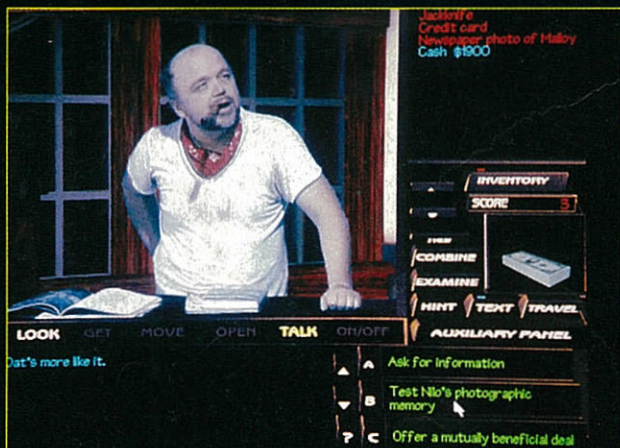 Jackknife
Credit card
Newspaper photo of Malloy
Cash $1900
INVENTORY
SCORE 3
COMBINE
EXAMINE
HINT TEXT TRAVEL
LOOK GET MOVE OPEN TALK ON/OFF
AUXILIARY PANEL
Dat's more like it.
A Ask for information
B Test Nilo's photographic
memory
? C Offer a mutually beneficial deal